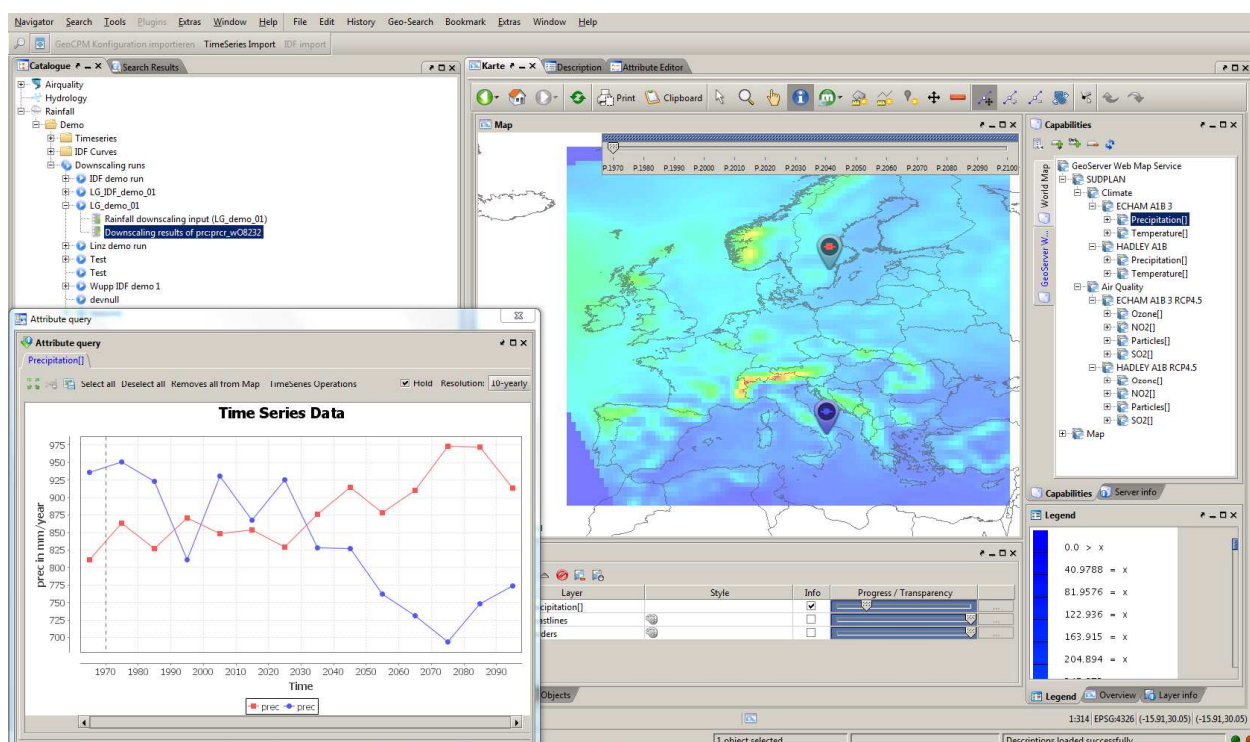 Navigator Search Tools Plugins Extras Window Help File Edit History Geo-Search Bookmark Extras Window Help
GeoCPM Konfiguration importieren TimeSeries Import IDF import
Catalogue
Search Results
Airquality
Hydrology
Rainfall
Demo
Timeseries
IDF Curves
Downscaling runs
IDF demo run
LG_IDF_demo_01
LG_demo_01
Rainfall downscaling input (LG_demo_01)
Downscaling results of prc:prcr_wO8232
Linz demo run
Test
Test
Wupp IDF demo 1
devnull
Karte
Description
Attribute Editor
Print
Clipboard
Map
P.1970 P.1980 P.1990 P.2000 P.2010 P.2020 P.2030 P.2040 P.2050 P.2060 P.2070 P.2080 P.2090 P.2100
Capabilities
World Map
GeoServer W...
GeoServer Web Map Service
SUDPLAN
Climate
ECHAM A1B 3
Precipitation[]
Temperature[]
HADLEY A1B
Precipitation[]
Temperature[]
Air Quality
ECHAM A1B 3 RCP4.5
Ozone[]
NO2[]
Particles[]
SO2[]
HADLEY A1B RCP4.5
Ozone[]
NO2[]
Particles[]
SO2[]
Map
Capabilities
Server info
Legend
0.0 > x
40.9788 = x
81.9576 = x
122.936 = x
163.915 = x
204.894 = x
Legend
Overview
Layer info
Attribute query
Attribute query
Precipitation[]
Select all Deselect all Removes all from Map TimeSeries Operations Hold Resolution: 10-yearly
Time Series Data
prec in mm/year
975
950
925
900
875
850
825
800
775
750
725
700
1970 1980 1990 2000 2010 2020 2030 2040 2050 2060 2070 2080 2090
Time
prec prec
Layer Style Info Progress / Transparency
cipitation[]
astlines
ders
Objects
1:314 EPSG:4326 (-15.91,30.05) (-15.91,30.05)
1 object selected
Descriptions loaded successfully